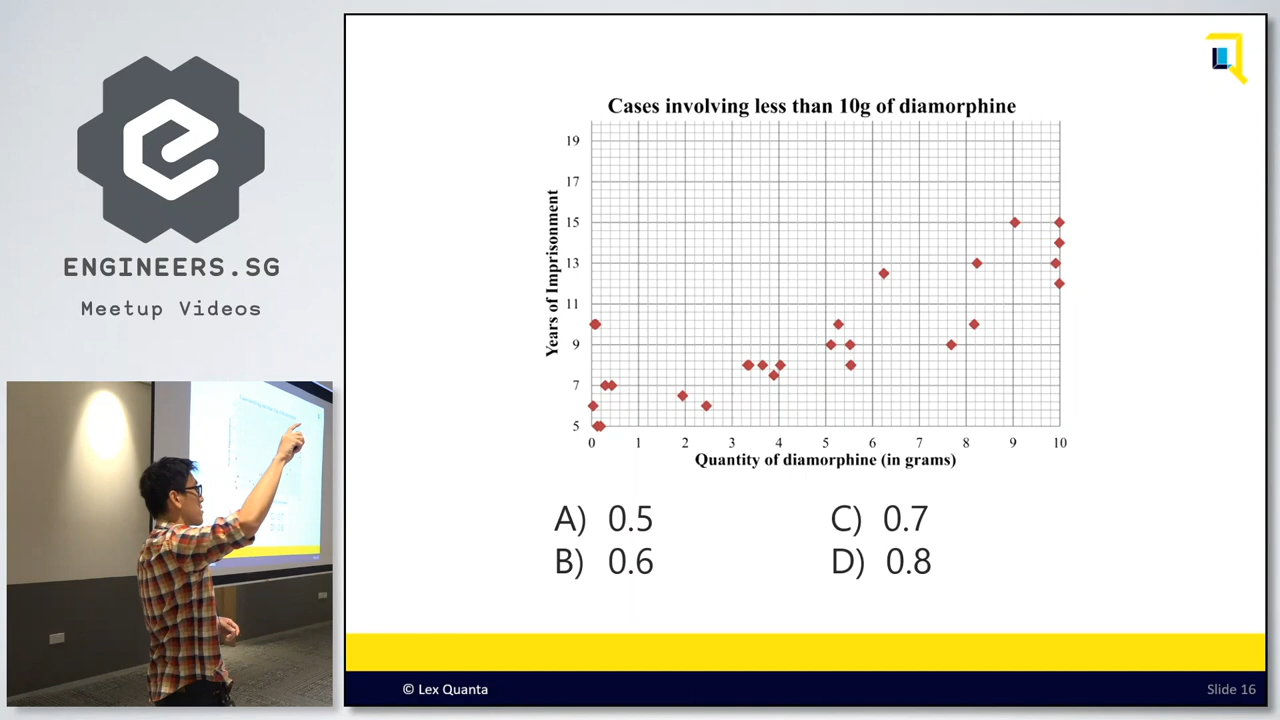 ENGINEERS.SG
Meetup Videos
Cases involving less than 10g of diamorphine
Years of Imprisonment
19
17
15
13
11
9
7
5
0 1 2 3 4 5 6 7 8 9 10
Quantity of diamorphine (in grams)
A) 0.5 C) 0.7
B) 0.6 D) 0.8
© Lex Quanta Slide 16